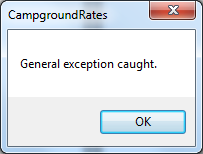 CampgroundRates
General exception caught.
OK